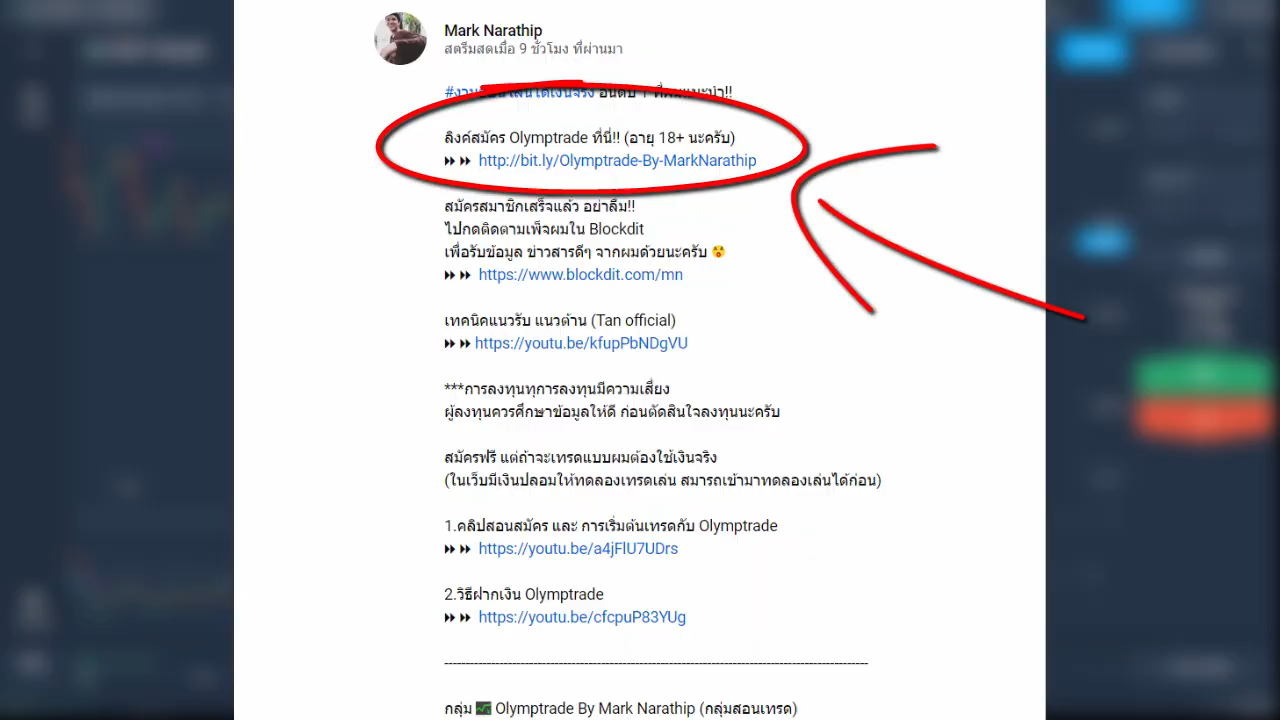 Mark Narathip
สตรีมสดเมื่อ 9 ชั่วโมง ที่ผ่านมา
อันดับ 1 ที่ผมแนะนำ!!
ลิงค์สมัคร Olymptrade ที่นี่!! (อายุ 18+ นะครับ)
http://bit.ly/Olymptrade-By-MarkNarathip
สมัครสมาชิกเสร็จแล้ว อย่าลืม!!
ไปกดติดตามเพ็จผมใน Blockdit
เพื่อรับข้อมูล ข่าวสารดีๆ จากผมด้วยนะครับ 😵
https://www.blockdit.com/mn
เทคนิคแนวรับ แนวต้าน (Tan official)
https://youtu.be/kfupPbNDgVU
***การลงทุนทุการลงทุนมีความเสี่ยง
ผู้ลงทุนควรศึกษาข้อมูลให้ดี ก่อนตัดสินใจลงทุนนะครับ
สมัครฟรี แต่ถ้าจะเทรดแบบผมต้องใช้เงินจริง
(ในเว็บมีเงินปลอมให้ทดลองเทรดเล่น สมารถเข้ามาทดลองเล่นได้ก่อน)
1.คลิปสอนสมัคร และ การเริ่มต้นเทรดกับ Olymptrade
https://youtu.be/a4jFlU7UDrs
2.วิธีฝากเงิน Olymptrade
https://youtu.be/cfcpuP83YUg
กลุ่ม Olymptrade By Mark Narathip (กลุ่มสอนเทรด)